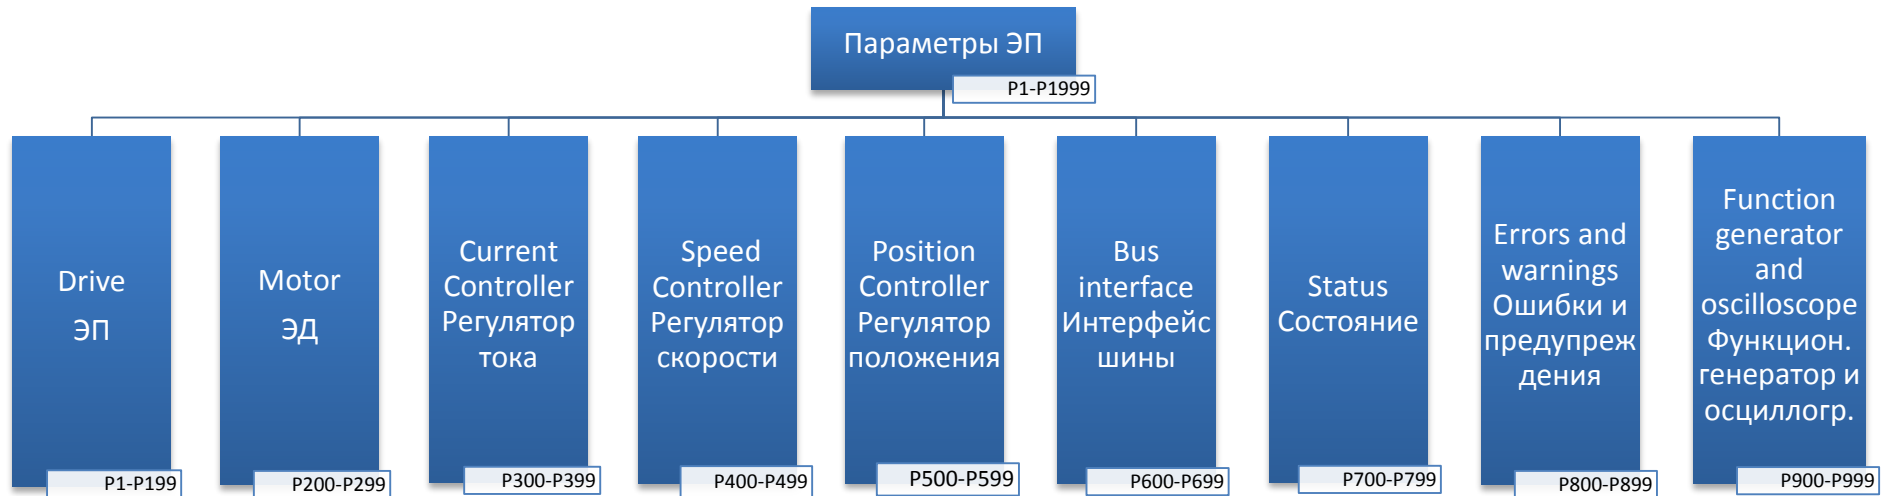 Параметры ЭП
P1-P1999
Drive
ЭП
P1-P199
Motor
ЭД
P200-P299
Current
Controller
Регулятор
тока
P300-P399
Speed
Controller
Регулятор
скорости
P400-P499
Position
Controller
Регулятор
положения
P500-P599
Bus
interface
Интерфейс
шины
P600-P699
Status
Состояние
P700-P799
Errors and
warnings
Ошибки и
предупреж
дения
P800-P899
Function
generator
and
oscilloscope
Функцион.
генератор и
осциллогр.
P900-P999